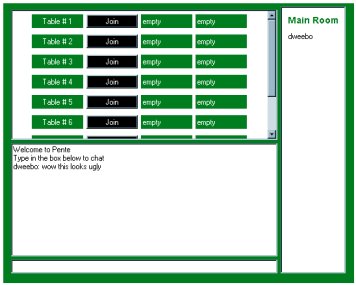 Table # 1 Join empty empty
Table # 2 Join empty empty
Table # 3 Join empty empty
Table # 4 Join empty empty
Table # 5 Join empty empty
Table # 6 Join empty empty
Welcome to Pente
Type in the box below to chat
dweebo: wow this looks ugly
Main Room
dweebo